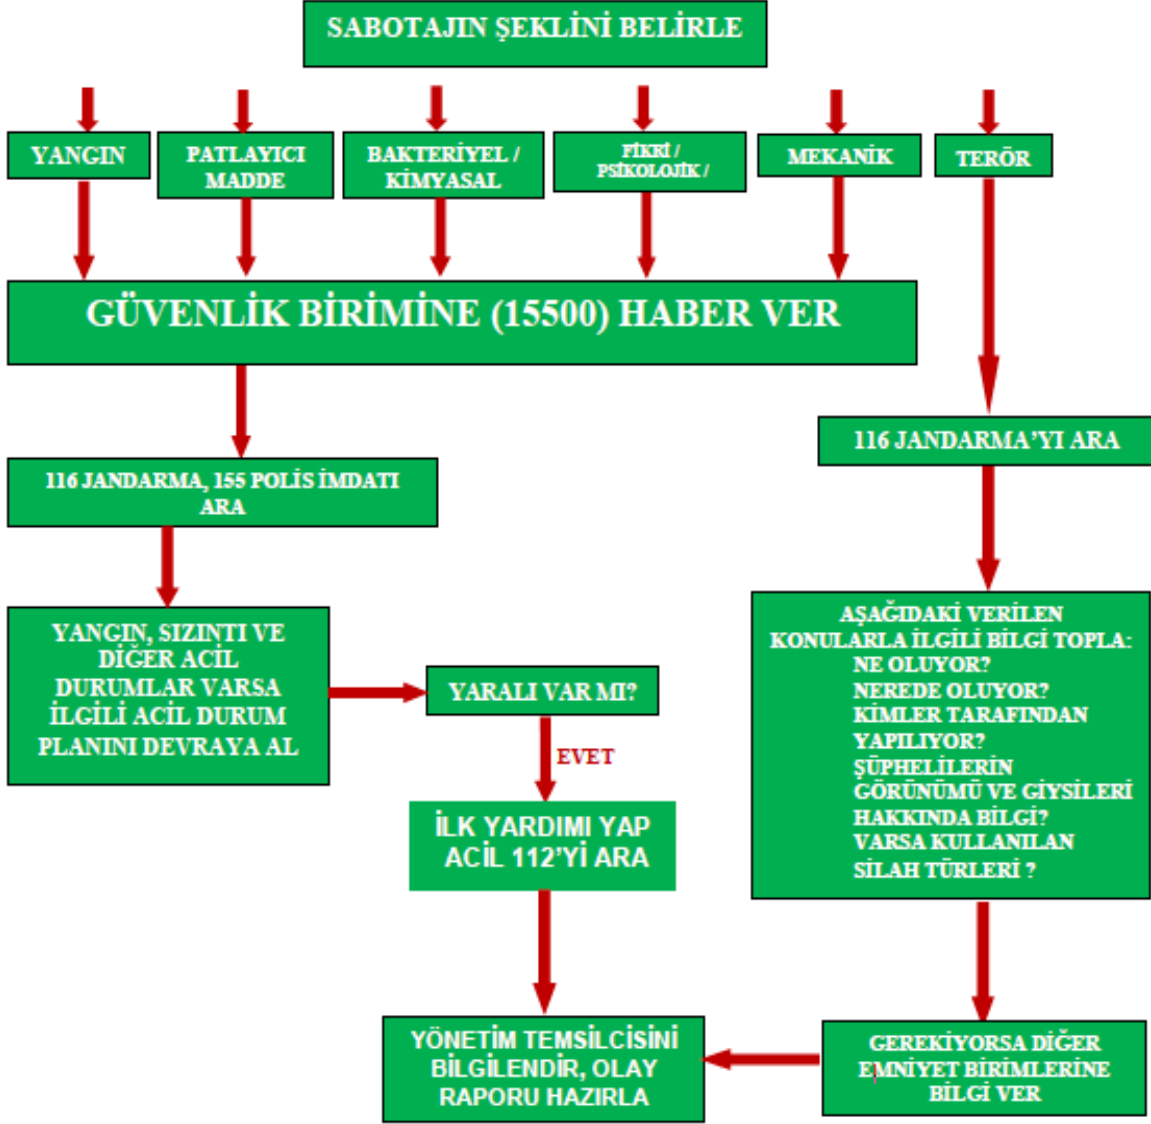 SABOTAJIN ŞEKLİNİ BELİRLE
YANGIN
PATLAYICI
MADDE
BAKTERİYEL /
KİMYASAL
FİKRİ /
PSİKOLOJİK /
MEKANİK
TERÖR
GÜVENLİK BİRİMİNE (15500) HABER VER
116 JANDARMA'YI ARA
116 JANDARMA, 155 POLİS İMDATI
ARA
YANGIN, SIZINTI VE
DİĞER ACİL
DURUMLAR VARSA
İLGİLİ ACİL DURUM
PLANINI DEVRAYA AL
YARALI VAR MI?
EVET
İLK YARDIMI YAP
ACİL 112'Yİ ARA
AŞAĞIDAKİ VERİLEN
KONULARLA İLGİLİ BİLGİ TOPLA:
NE OLUYOR?
NEREDE OLUYOR?
KİMLER TARAFINDAN
YAPILIYOR?
ŞÜPHELİLERİN
GÖRÜNÜMÜ VE GİYSİLERİ
HAKKINDA BİLGİ?
VARSA KULLANILAN
SİLAH TÜRLERİ ?
YÖNETİM TEMSİLCİSİNİ
BİLGİLENDİR, OLAY
RAPORU HAZIRLA
GEREKİYORSA DİĞER
EMNİYET BİRİMLERİNE
BİLGİ VER